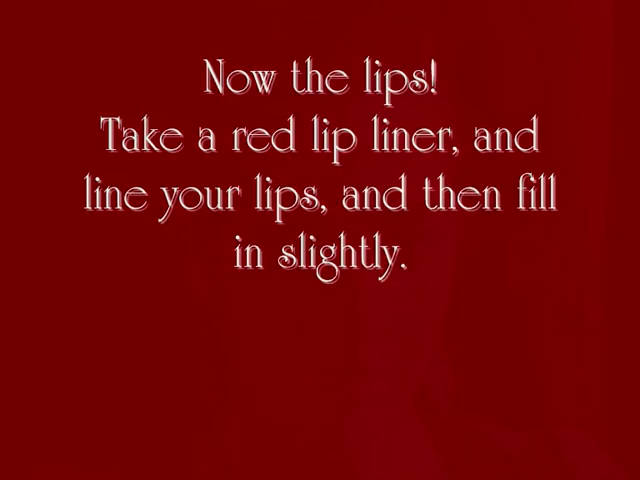 Now the lips!
Take a red lip liner, and
line your lips, and then fill
in slightly.